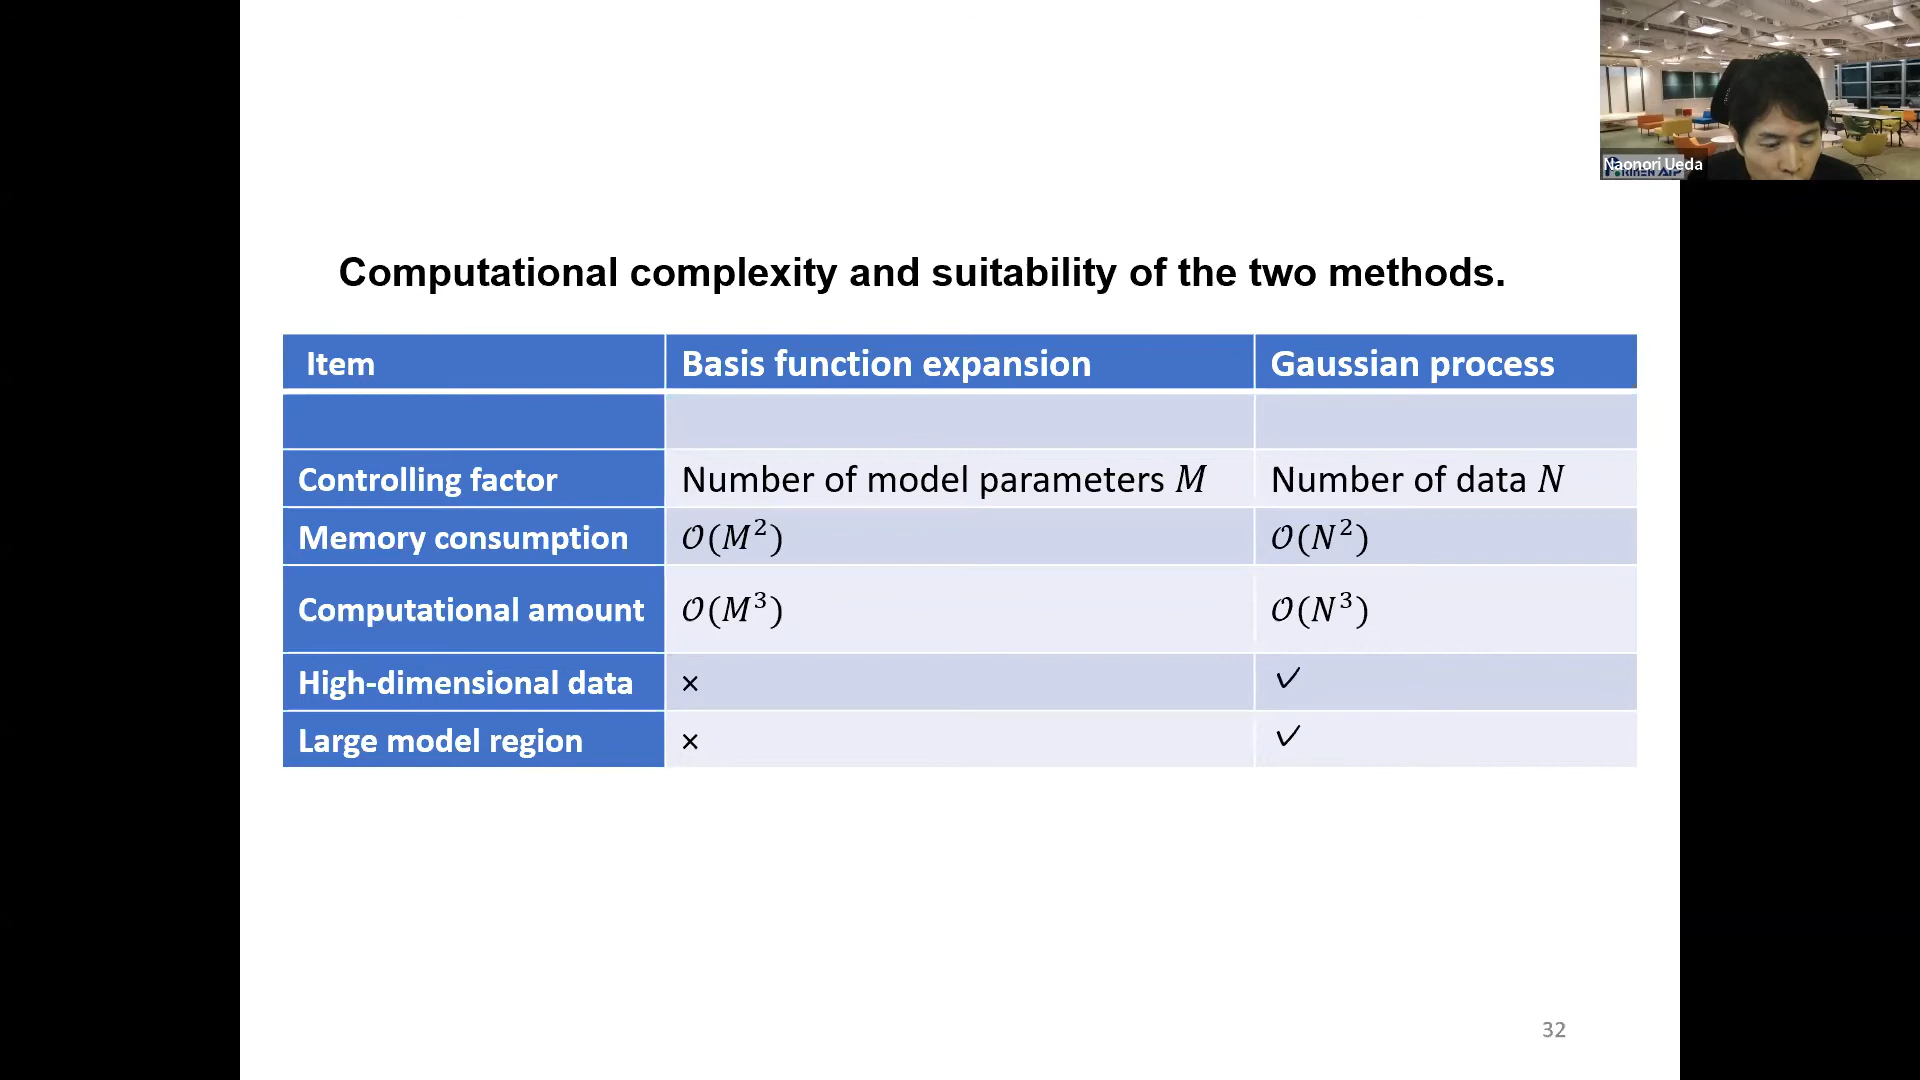 Naonori Ueda
Computational complexity and suitability of the two methods.
Item Basis function expansion Gaussian process
Controlling factor Number of model parameters M Number of data N
Memory consumption 𝒪(M²) 𝒪(N²)
Computational amount 𝒪(M³) 𝒪(N³)
High-dimensional data × ✓
Large model region × ✓
32